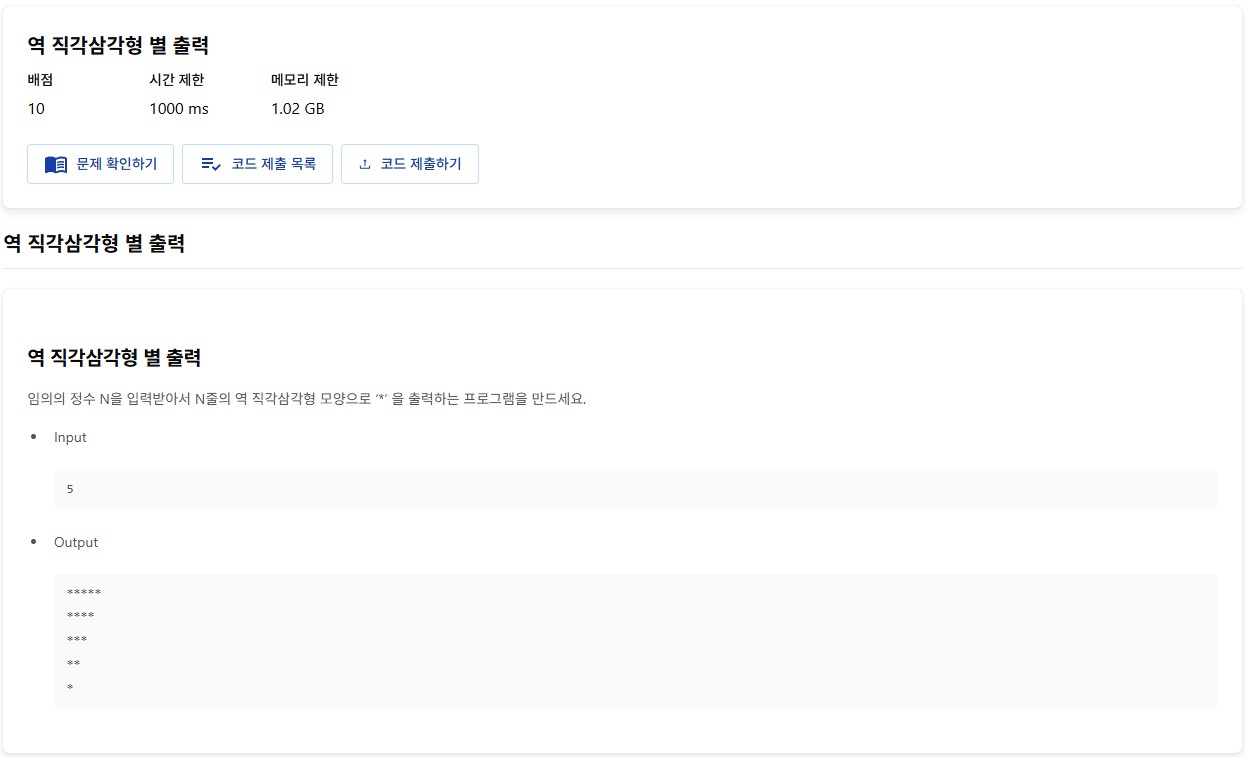 역 직각삼각형 별 출력
배점 시간 제한 메모리 제한
10 1000 ms 1.02 GB
문제 확인하기 코드 제출 목록 코드 제출하기
역 직각삼각형 별 출력
역 직각삼각형 별 출력
임의의 정수 N을 입력받아서 N줄의 역 직각삼각형 모양으로 ‘*’ 을 출력하는 프로그램을 만드세요.
• Input
5
• Output
*****
****
***
**
*